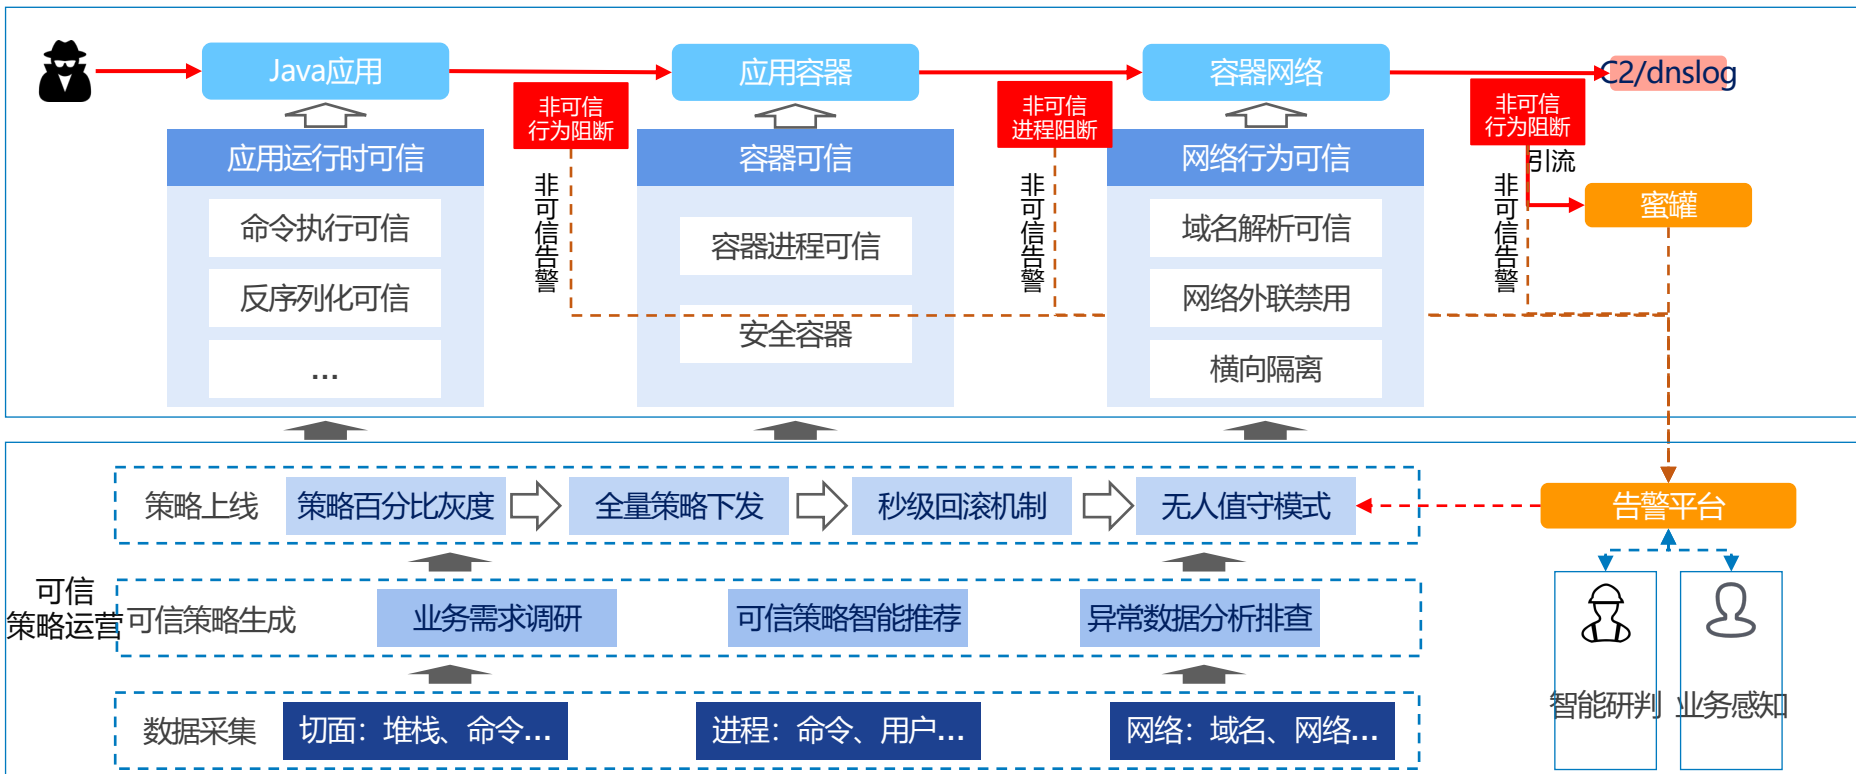 Java应用
应用容器
容器网络
C2/dnslog
非可信
行为阻断
非可信
进程阻断
非可信
行为阻断
引流
应用运行时可信
容器可信
网络行为可信
非可信告警
非可信告警
非可信告警
蜜罐
命令执行可信
反序列化可信
...
容器进程可信
安全容器
域名解析可信
网络外联禁用
横向隔离
可信
策略运营
策略上线
策略百分比灰度
全量策略下发
秒级回滚机制
无人值守模式
告警平台
可信策略生成
业务需求调研
可信策略智能推荐
异常数据分析排查
智能研判
业务感知
数据采集
切面：堆栈、命令...
进程：命令、用户...
网络：域名、网络...